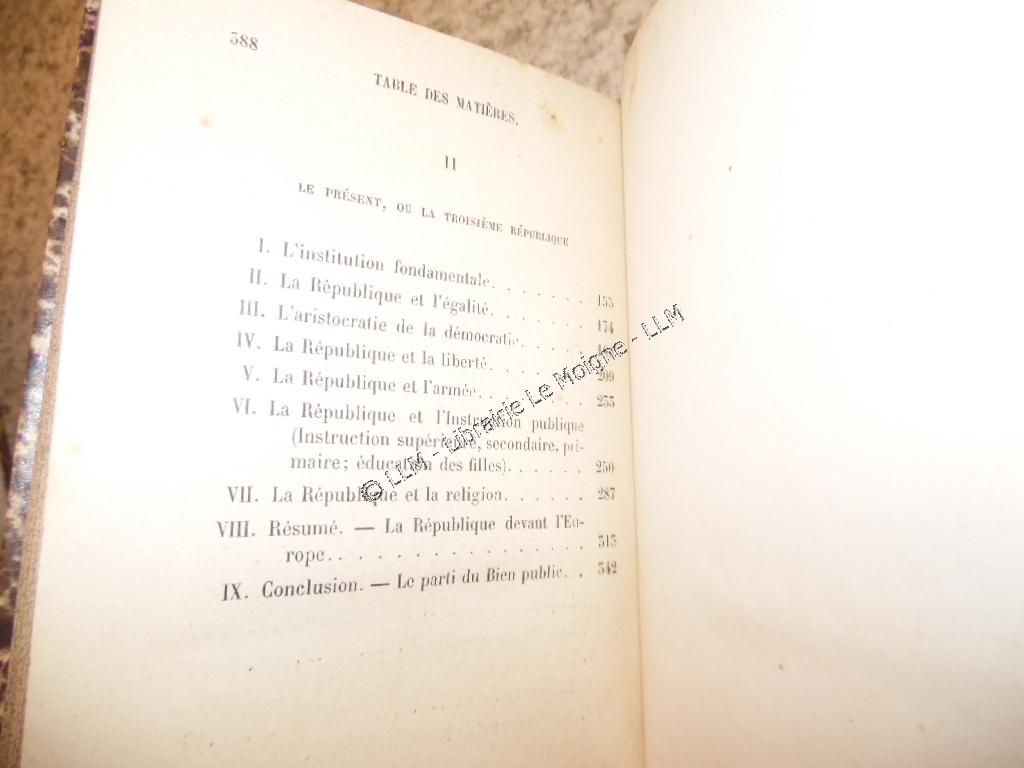 388
TABLE DES MATIÈRES.
II
LE PRÉSENT, OU LA TROISIÈME RÉPUBLIQUE
I. L'institution fondamentale. . . . . . . 155
II. La République et l'égalité. . . . . . . 174
III. L'aristocratie de la démocratie. . . . .
IV. La République et la liberté. . . . . . . 209
V. La République et l'armée. . . . . . . . 233
VI. La République et l'Instruction publique
(Instruction supérieure, secondaire, pri-
maire; éducation des filles). . . . . . 250
VII. La République et la religion. . . . . . 287
VIII. Résumé. — La République devant l'Eu-
rope. . . . . . . . . . . . . . . . 313
IX. Conclusion. — Le parti du Bien public. . 342
© LLM - Librairie Le Moigne - LLM